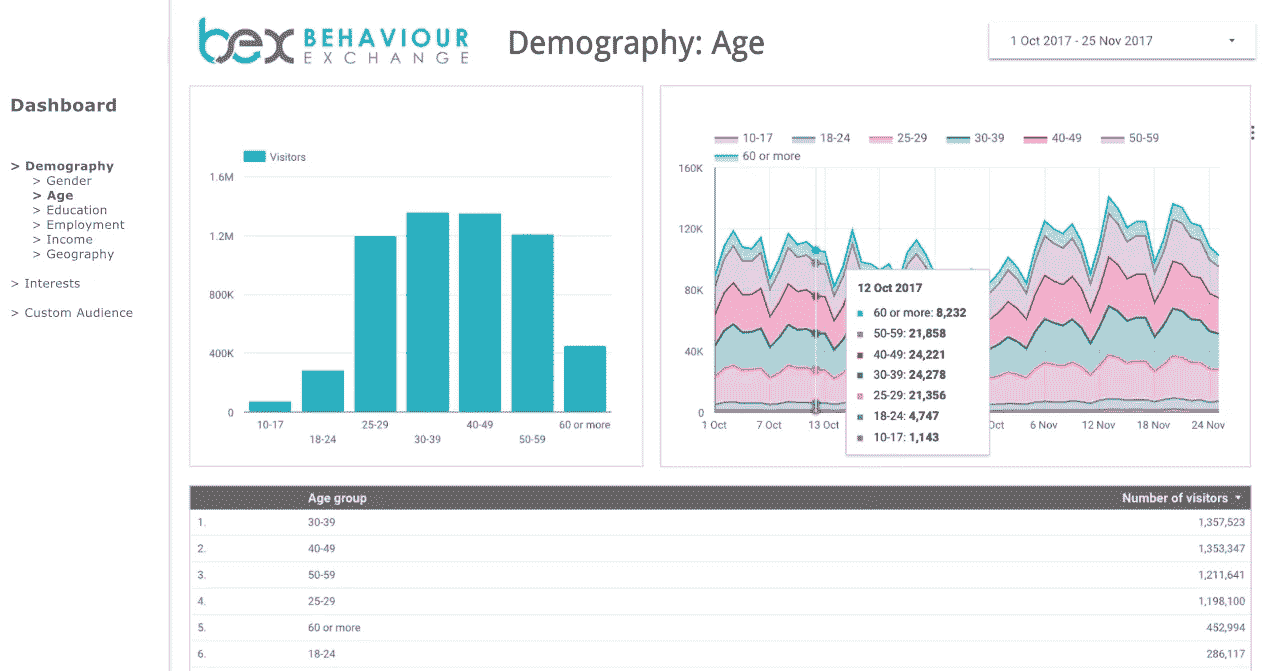 bex BEHAVIOUR EXCHANGE
Demography: Age
1 Oct 2017 - 25 Nov 2017
Dashboard
> Demography
> Gender
> Age
> Education
> Employment
> Income
> Geography
> Interests
> Custom Audience
Visitors
1.6M
1.2M
800K
400K
0
10-17
18-24
25-29
30-39
40-49
50-59
60 or more
10-17 18-24 25-29 30-39 40-49 50-59
60 or more
160K
120K
80K
40K
0
1 Oct 7 Oct 13 Oct Oct 6 Nov 12 Nov 18 Nov 24 Nov
12 Oct 2017
60 or more: 8,232
50-59: 21,858
40-49: 24,221
30-39: 24,278
25-29: 21,356
18-24: 4,747
10-17: 1,143
Age group Number of visitors
1. 30-39 1,357,523
2. 40-49 1,353,347
3. 50-59 1,211,641
4. 25-29 1,198,100
5. 60 or more 452,994
6. 18-24 286,117